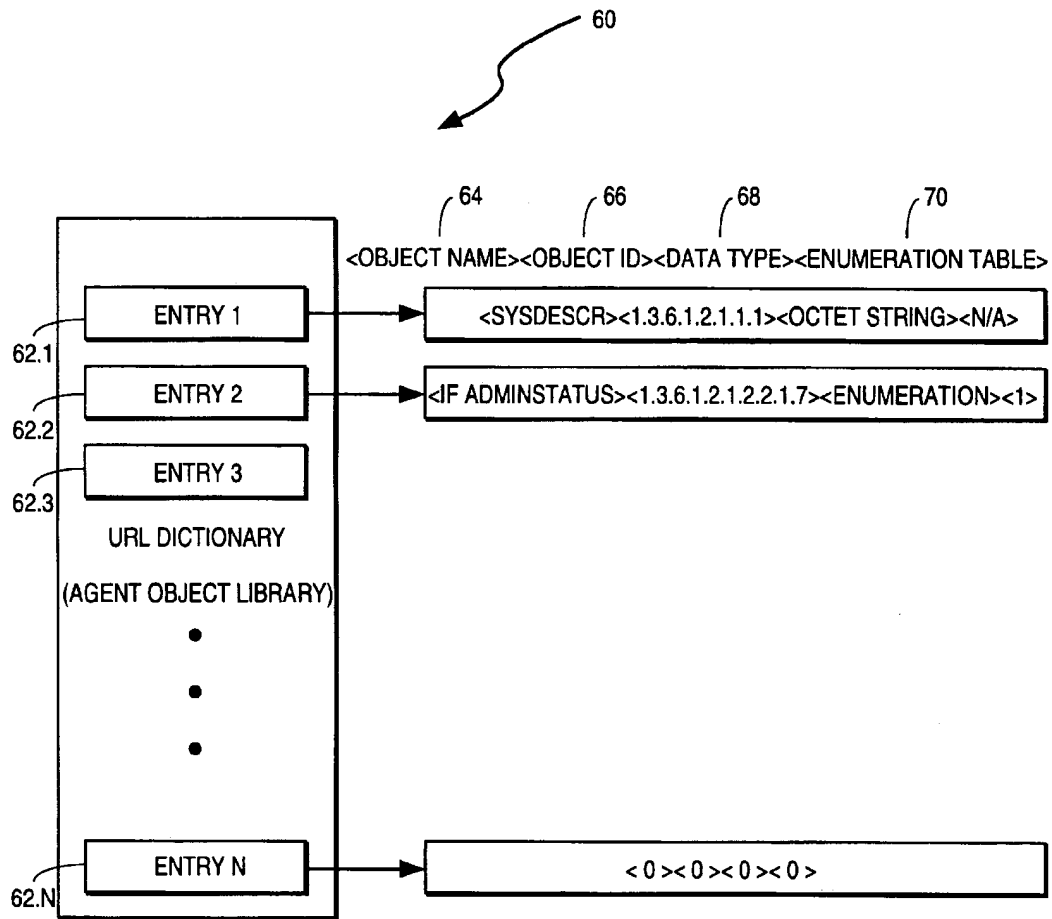 60
64 66 68 70
<OBJECT NAME><OBJECT ID><DATA TYPE><ENUMERATION TABLE>
ENTRY 1 <SYSDESCR><1.3.6.1.2.1.1.1><OCTET STRING><N/A>
62.1
ENTRY 2 <IF ADMINSTATUS><1.3.6.1.2.1.2.2.1.7><ENUMERATION><1>
62.2
ENTRY 3
62.3
URL DICTIONARY
(AGENT OBJECT LIBRARY)
ENTRY N < 0 >< 0 >< 0 >< 0 >
62.N